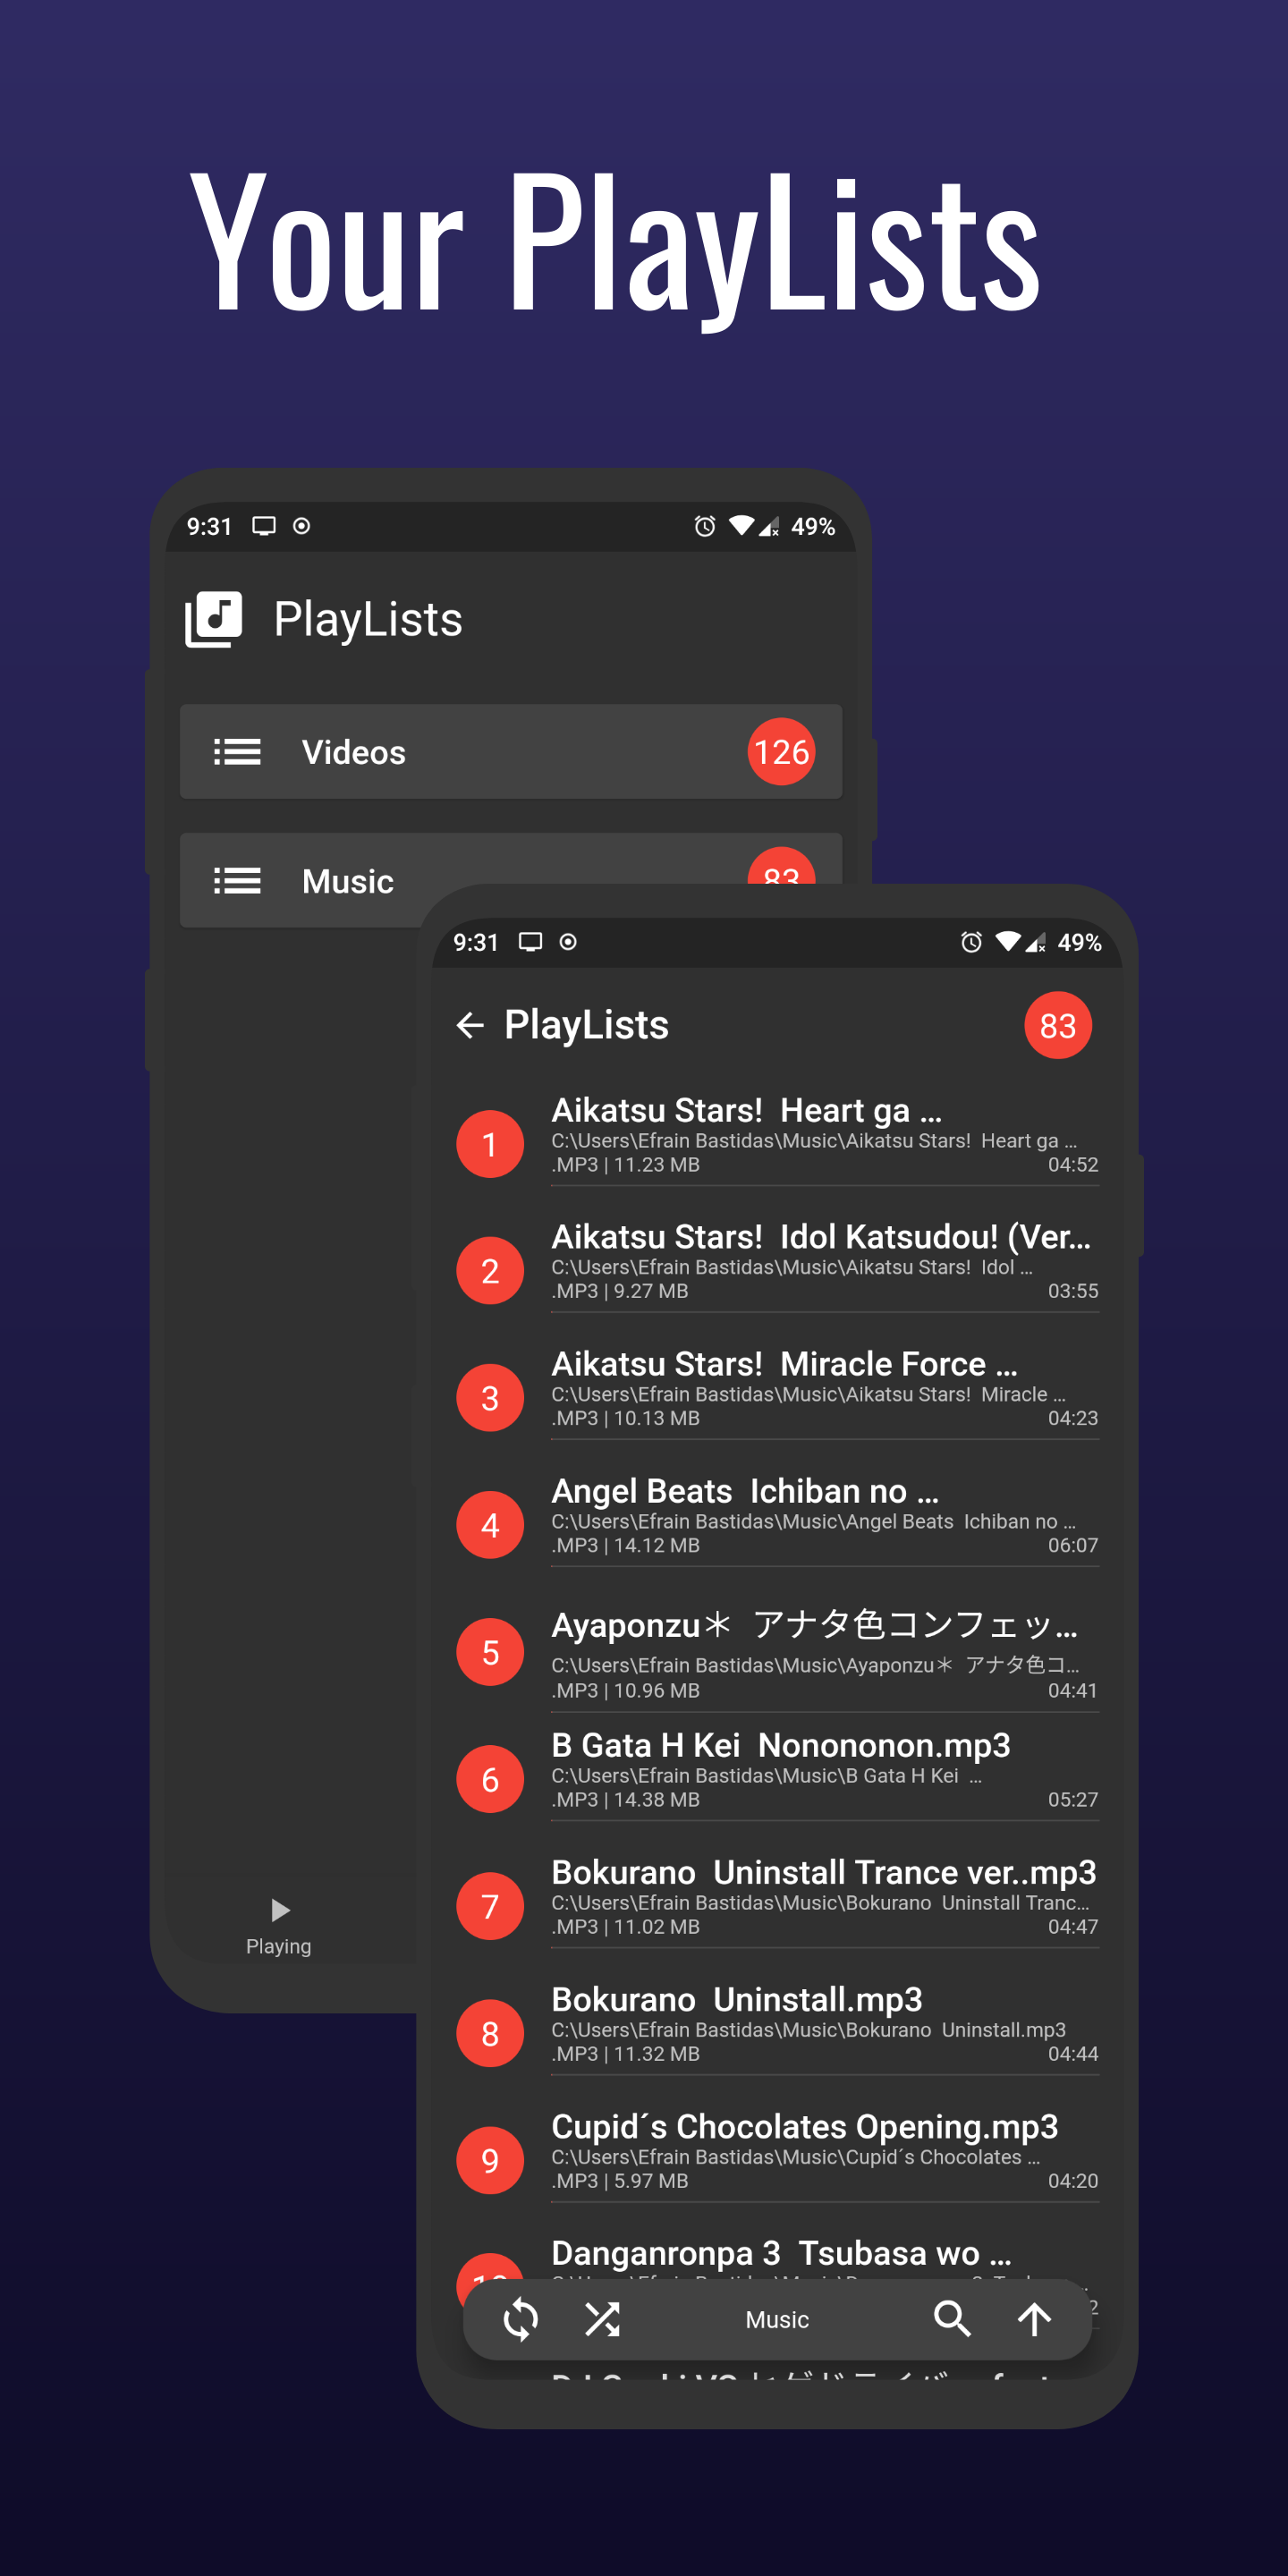 Your PlayLists
9:31
49%
PlayLists
Videos
126
Music
83
9:31
49%
PlayLists
83
1
Aikatsu Stars!  Heart ga ...
C:\Users\Efrain Bastidas\Music\Aikatsu Stars!  Heart ga ...
.MP3 | 11.23 MB
04:52
2
Aikatsu Stars!  Idol Katsudou! (Ver...
C:\Users\Efrain Bastidas\Music\Aikatsu Stars!  Idol ...
.MP3 | 9.27 MB
03:55
3
Aikatsu Stars!  Miracle Force ...
C:\Users\Efrain Bastidas\Music\Aikatsu Stars!  Miracle ...
.MP3 | 10.13 MB
04:23
4
Angel Beats  Ichiban no ...
C:\Users\Efrain Bastidas\Music\Angel Beats  Ichiban no ...
.MP3 | 14.12 MB
06:07
5
Ayaponzu＊  アナタ色コンフェッ...
C:\Users\Efrain Bastidas\Music\Ayaponzu＊  アナタ色コ...
.MP3 | 10.96 MB
04:41
6
B Gata H Kei  Nonononon.mp3
C:\Users\Efrain Bastidas\Music\B Gata H Kei  ...
.MP3 | 14.38 MB
05:27
7
Bokurano  Uninstall Trance ver..mp3
C:\Users\Efrain Bastidas\Music\Bokurano  Uninstall Tranc...
.MP3 | 11.02 MB
04:47
8
Bokurano  Uninstall.mp3
C:\Users\Efrain Bastidas\Music\Bokurano  Uninstall.mp3
.MP3 | 11.32 MB
04:44
9
Cupid´s Chocolates Opening.mp3
C:\Users\Efrain Bastidas\Music\Cupid´s Chocolates ...
.MP3 | 5.97 MB
04:20
Danganronpa 3  Tsubasa wo ...
Music
Playing